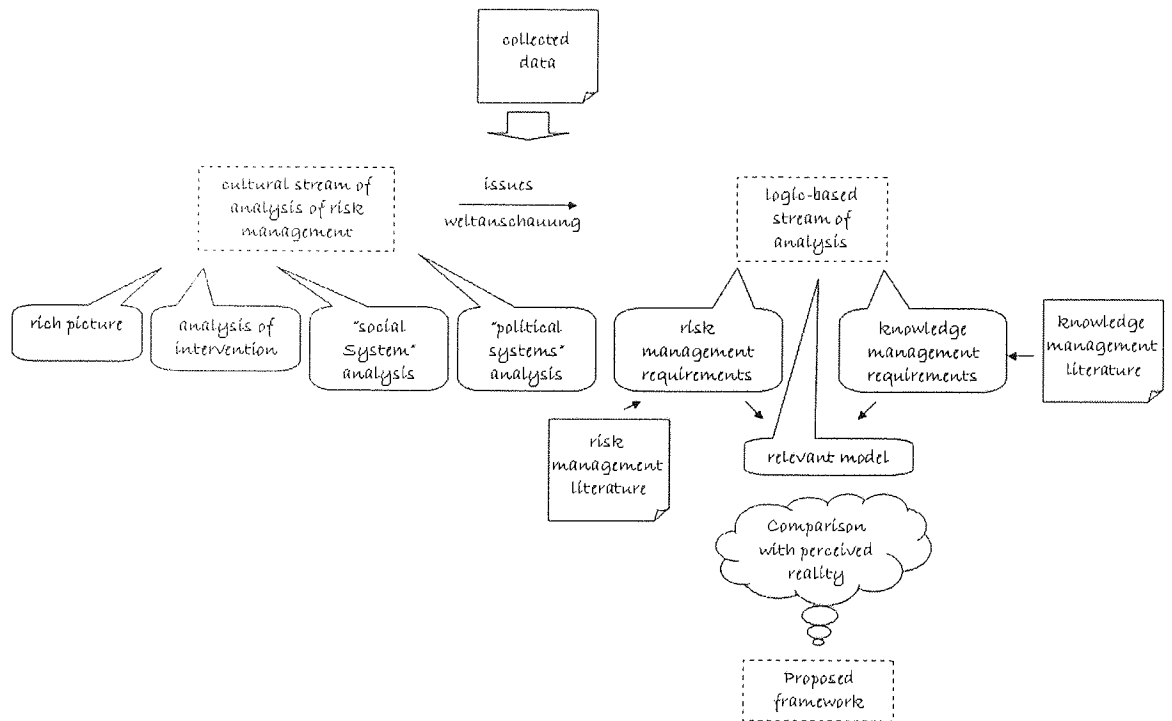 collected
data
cultural stream of
analysis of risk
management
issues
weltanschauung
logic-based
stream of
analysis
rich picture
analysis of
intervention
"social
System"
analysis
"political
systems"
analysis
risk
management
requirements
knowledge
management
requirements
knowledge
management
literature
risk
management
literature
relevant model
Comparison
with perceived
reality
Proposed
framework